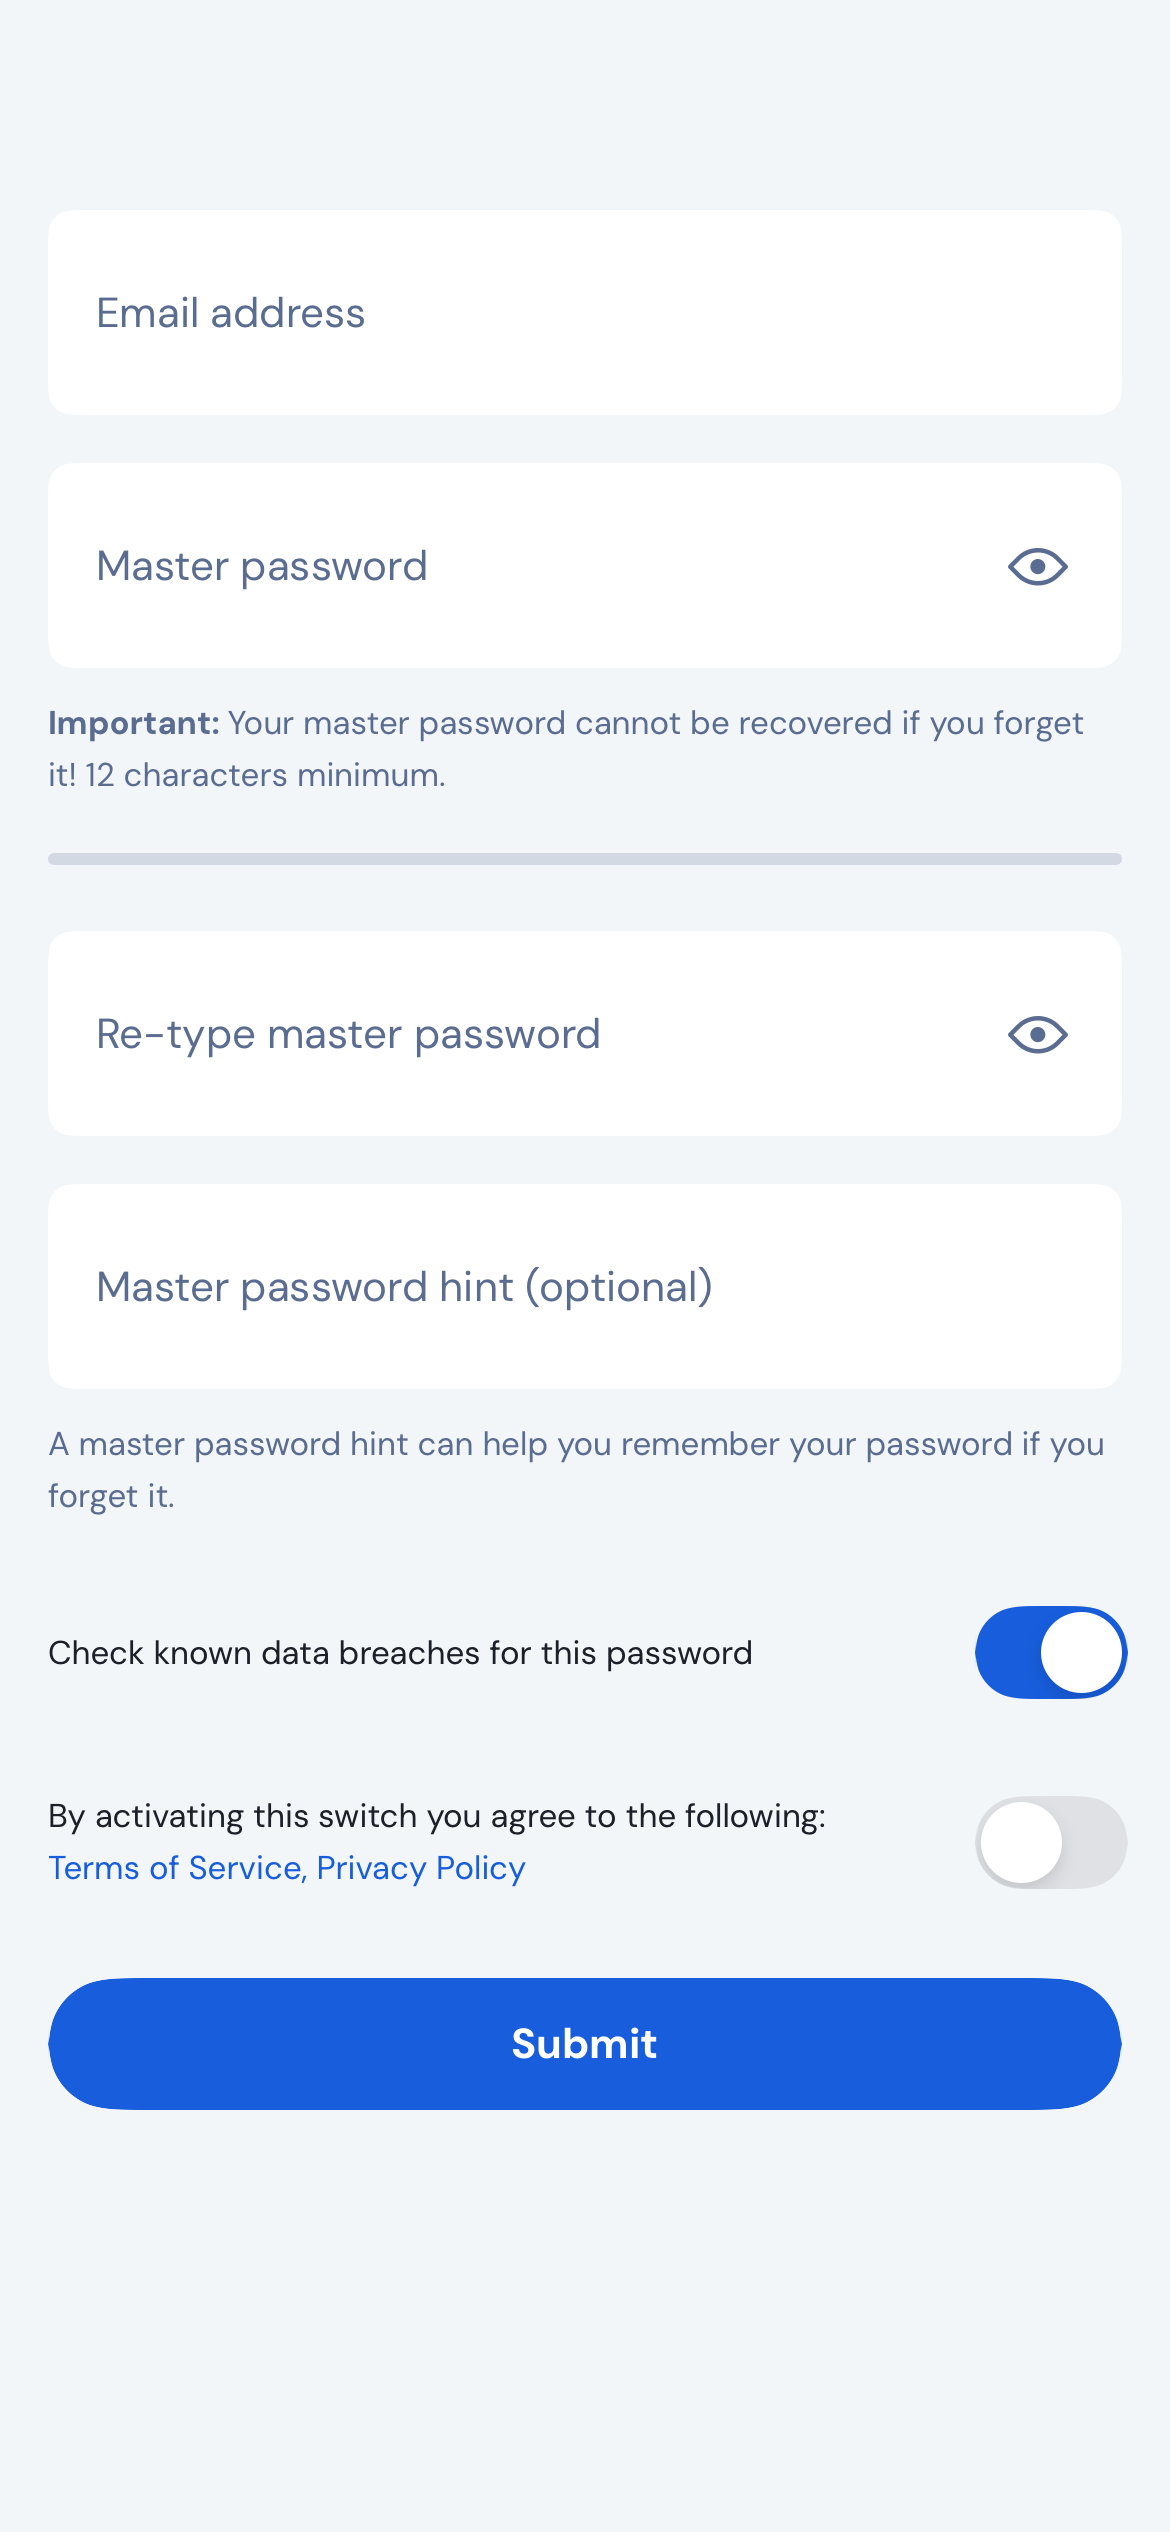 Email address
Master password
Important: Your master password cannot be recovered if you forget
it! 12 characters minimum.
Re-type master password
Master password hint (optional)
A master password hint can help you remember your password if you
forget it.
Check known data breaches for this password
By activating this switch you agree to the following:
Terms of Service, Privacy Policy
Submit